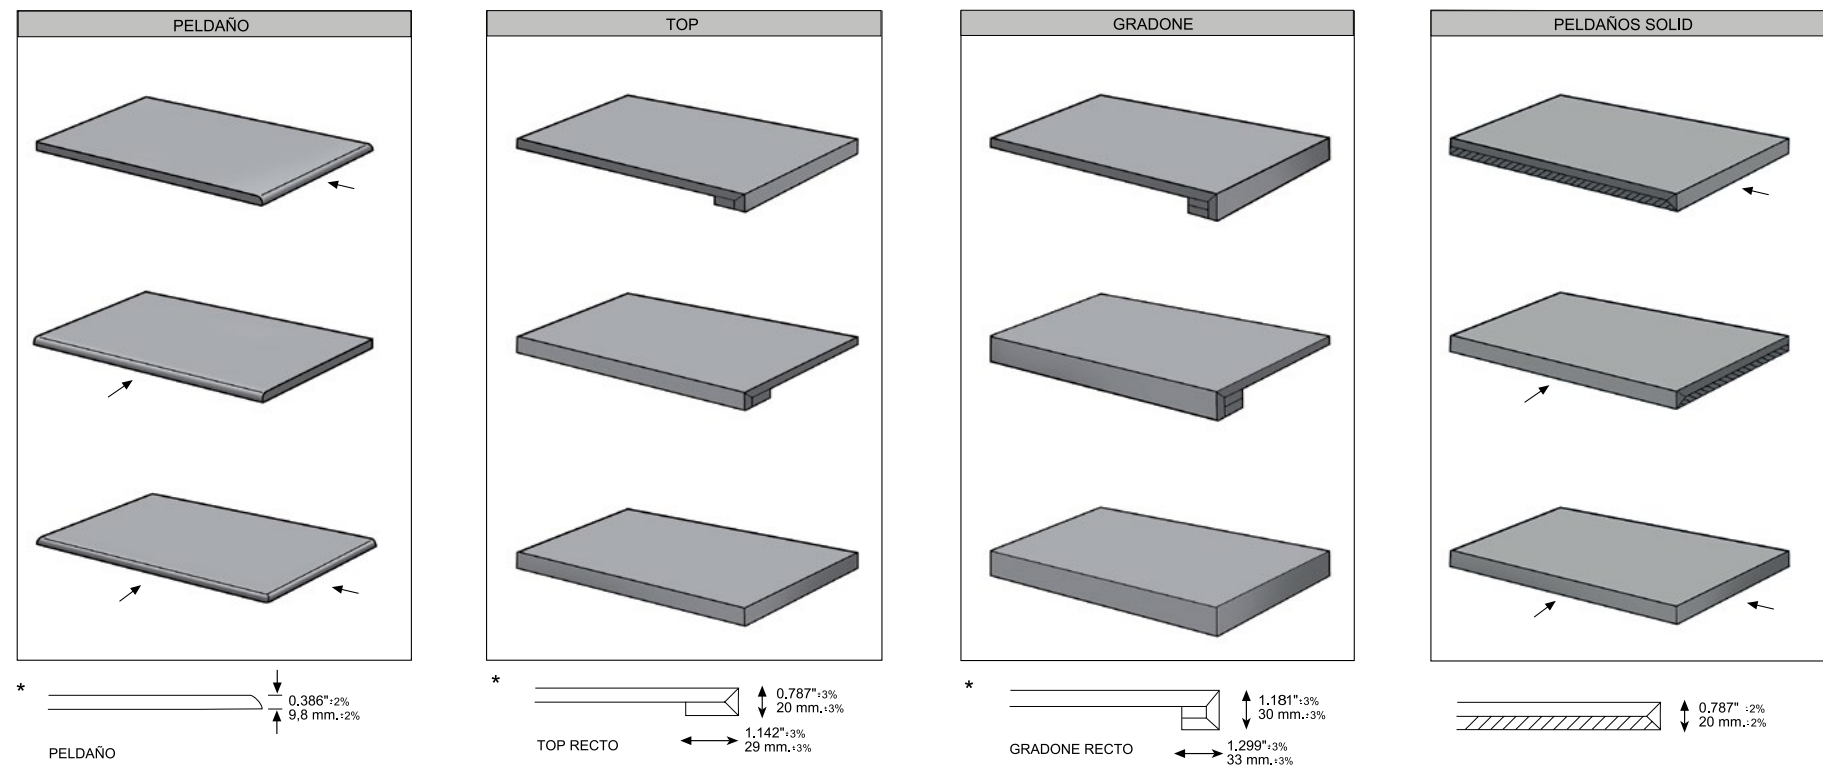 PELDAÑO
TOP
GRADONE
PELDAÑOS SOLID
*
0.386"±2%
9,8 mm.±2%
PELDAÑO
*
0.787"±3%
20 mm.±3%
1.142"±3%
29 mm.±3%
TOP RECTO
*
1.181"±3%
30 mm.±3%
1.299"±3%
33 mm.±3%
GRADONE RECTO
0.787" ±2%
20 mm.±2%